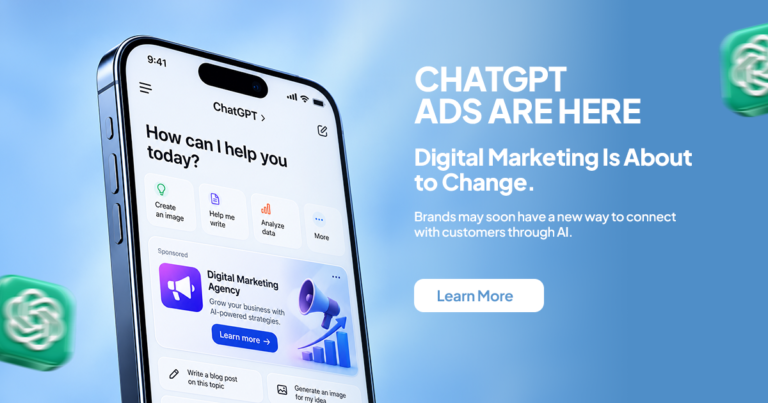 9:41
ChatGPT >
How can I help you
today?
Create
an image
Help me
write
Analyze
data
More
Sponsored
Digital Marketing
Agency
Grow your business with
AI-powered strategies.
Learn more →
Write a blog post
on this topic
Generate an image
for my idea
CHATGPT
ADS ARE HERE
Digital Marketing Is About
to Change.
Brands may soon have a new way to connect
with customers through AI.
Learn More